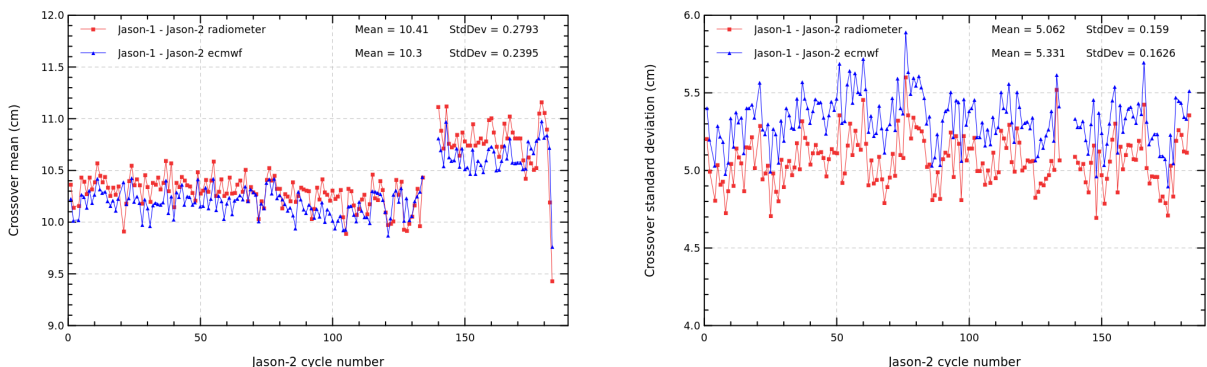 Jason-1 - Jason-2 radiometer Mean = 10.41 StdDev = 0.2793
Jason-1 - Jason-2 ecmwf Mean = 10.3 StdDev = 0.2395
Crossover mean (cm)
12.0
11.5
11.0
10.5
10.0
9.5
9.0
0 50 100 150
Jason-2 cycle number
Jason-1 - Jason-2 radiometer Mean = 5.062 StdDev = 0.159
Jason-1 - Jason-2 ecmwf Mean = 5.331 StdDev = 0.1626
Crossover standard deviation (cm)
6.0
5.5
5.0
4.5
4.0
0 50 100 150
Jason-2 cycle number